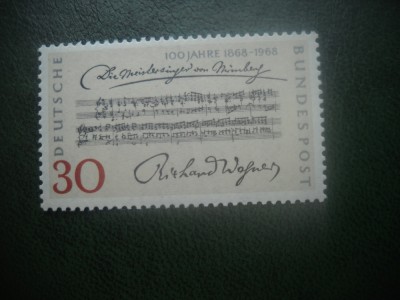 100 JAHRE 1868-1968
DEUTSCHE
BUNDESPOST
Die Meistersinger von Nürnberg
30
Richard Wagner